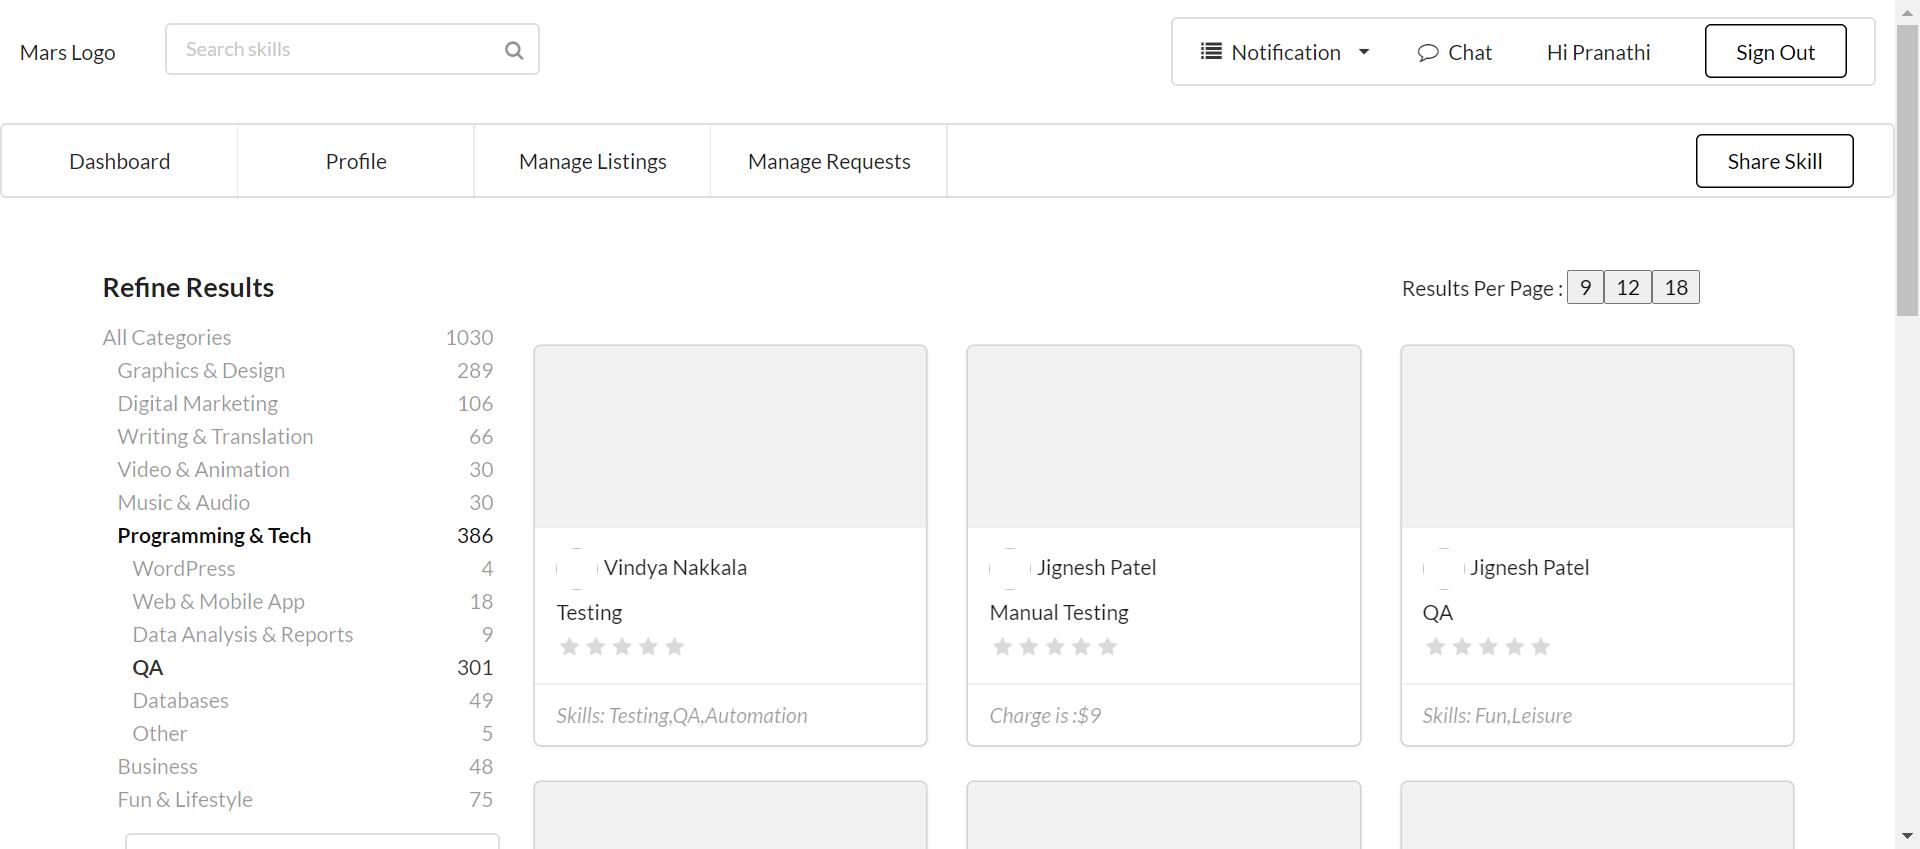 Mars Logo
Search skills
Notification
Chat
Hi Pranathi
Sign Out
Dashboard
Profile
Manage Listings
Manage Requests
Share Skill
Refine Results
Results Per Page : 9 12 18
All Categories 1030
Graphics & Design 289
Digital Marketing 106
Writing & Translation 66
Video & Animation 30
Music & Audio 30
Programming & Tech 386
WordPress 4
Web & Mobile App 18
Data Analysis & Reports 9
QA 301
Databases 49
Other 5
Business 48
Fun & Lifestyle 75
Vindya Nakkala
Testing
Skills: Testing,QA,Automation
Jignesh Patel
Manual Testing
Charge is :$9
Jignesh Patel
QA
Skills: Fun,Leisure